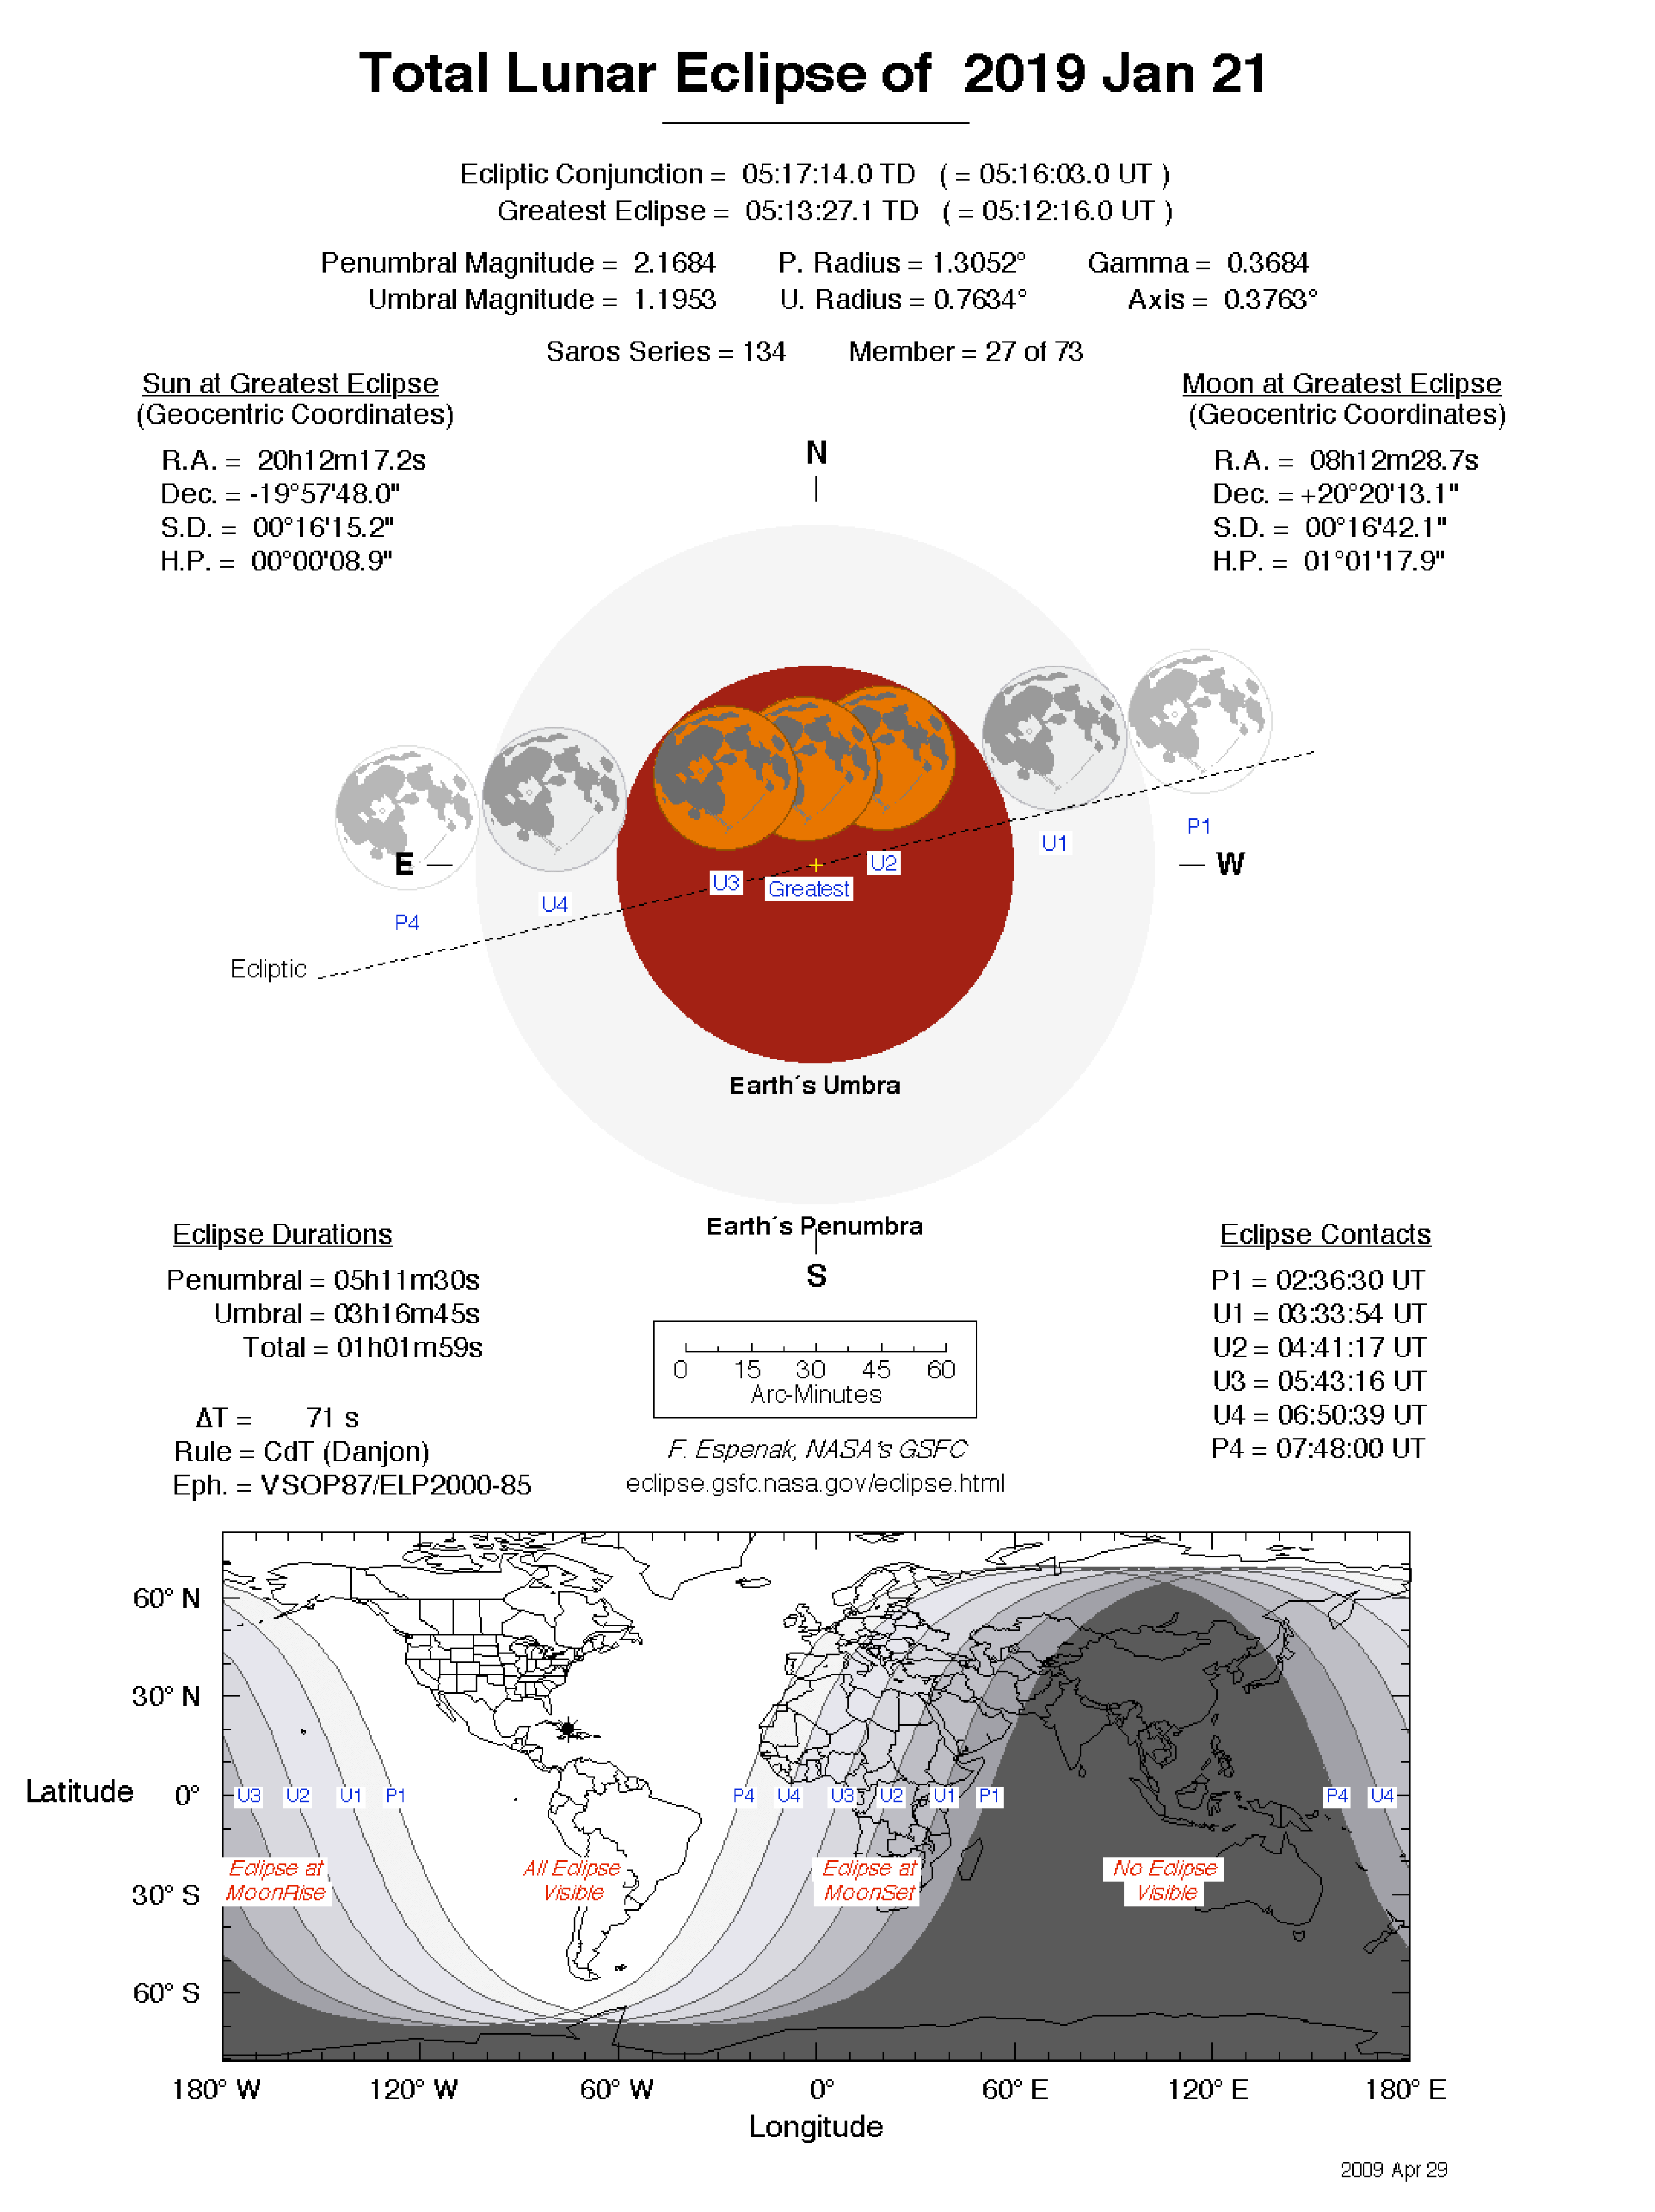 Total Lunar Eclipse of 2019 Jan 21
Ecliptic Conjunction = 05:17:14.0 TD ( = 05:16:03.0 UT )
Greatest Eclipse = 05:13:27.1 TD ( = 05:12:16.0 UT )
Penumbral Magnitude = 2.1684 P. Radius = 1.3052° Gamma = 0.3684
Umbral Magnitude = 1.1953 U. Radius = 0.7634° Axis = 0.3763°
Saros Series = 134 Member = 27 of 73
Sun at Greatest Eclipse
(Geocentric Coordinates)
R.A. = 20h12m17.2s
Dec. = -19°57'48.0"
S.D. = 00°16'15.2"
H.P. = 00°00'08.9"
Moon at Greatest Eclipse
(Geocentric Coordinates)
R.A. = 08h12m28.7s
Dec. = +20°20'13.1"
S.D. = 00°16'42.1"
H.P. = 01°01'17.9"
N
P1
U1
U2
E
W
U3
Greatest
U4
P4
Ecliptic
Earth´s Umbra
Earth´s Penumbra
S
Eclipse Durations
Penumbral = 05h11m30s
Umbral = 03h16m45s
Total = 01h01m59s
ΔT = 71 s
Rule = CdT (Danjon)
Eph. = VSOP87/ELP2000-85
0 15 30 45 60
Arc-Minutes
F. Espenak, NASA's GSFC
eclipse.gsfc.nasa.gov/eclipse.html
Eclipse Contacts
P1 = 02:36:30 UT
U1 = 03:33:54 UT
U2 = 04:41:17 UT
U3 = 05:43:16 UT
U4 = 06:50:39 UT
P4 = 07:48:00 UT
60° N
30° N
Latitude 0°
30° S
60° S
U3 U2 U1 P1 P4 U4 U3 U2 U1 P1 P4 U4
Eclipse at
MoonRise
All Eclipse
Visible
Eclipse at
MoonSet
No Eclipse
Visible
180° W 120° W 60° W 0° 60° E 120° E 180° E
Longitude
2009 Apr 29